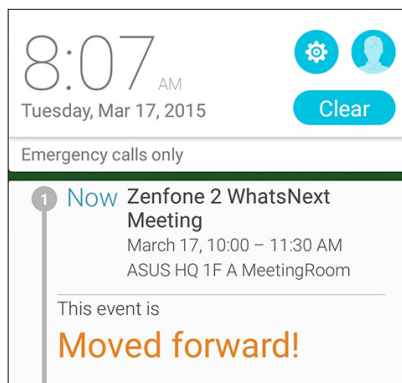 8:07 AM
Tuesday, Mar 17, 2015
Clear
Emergency calls only
1 Now Zenfone 2 WhatsNext
Meeting
March 17, 10:00 – 11:30 AM
ASUS HQ 1F A MeetingRoom
This event is
Moved forward!